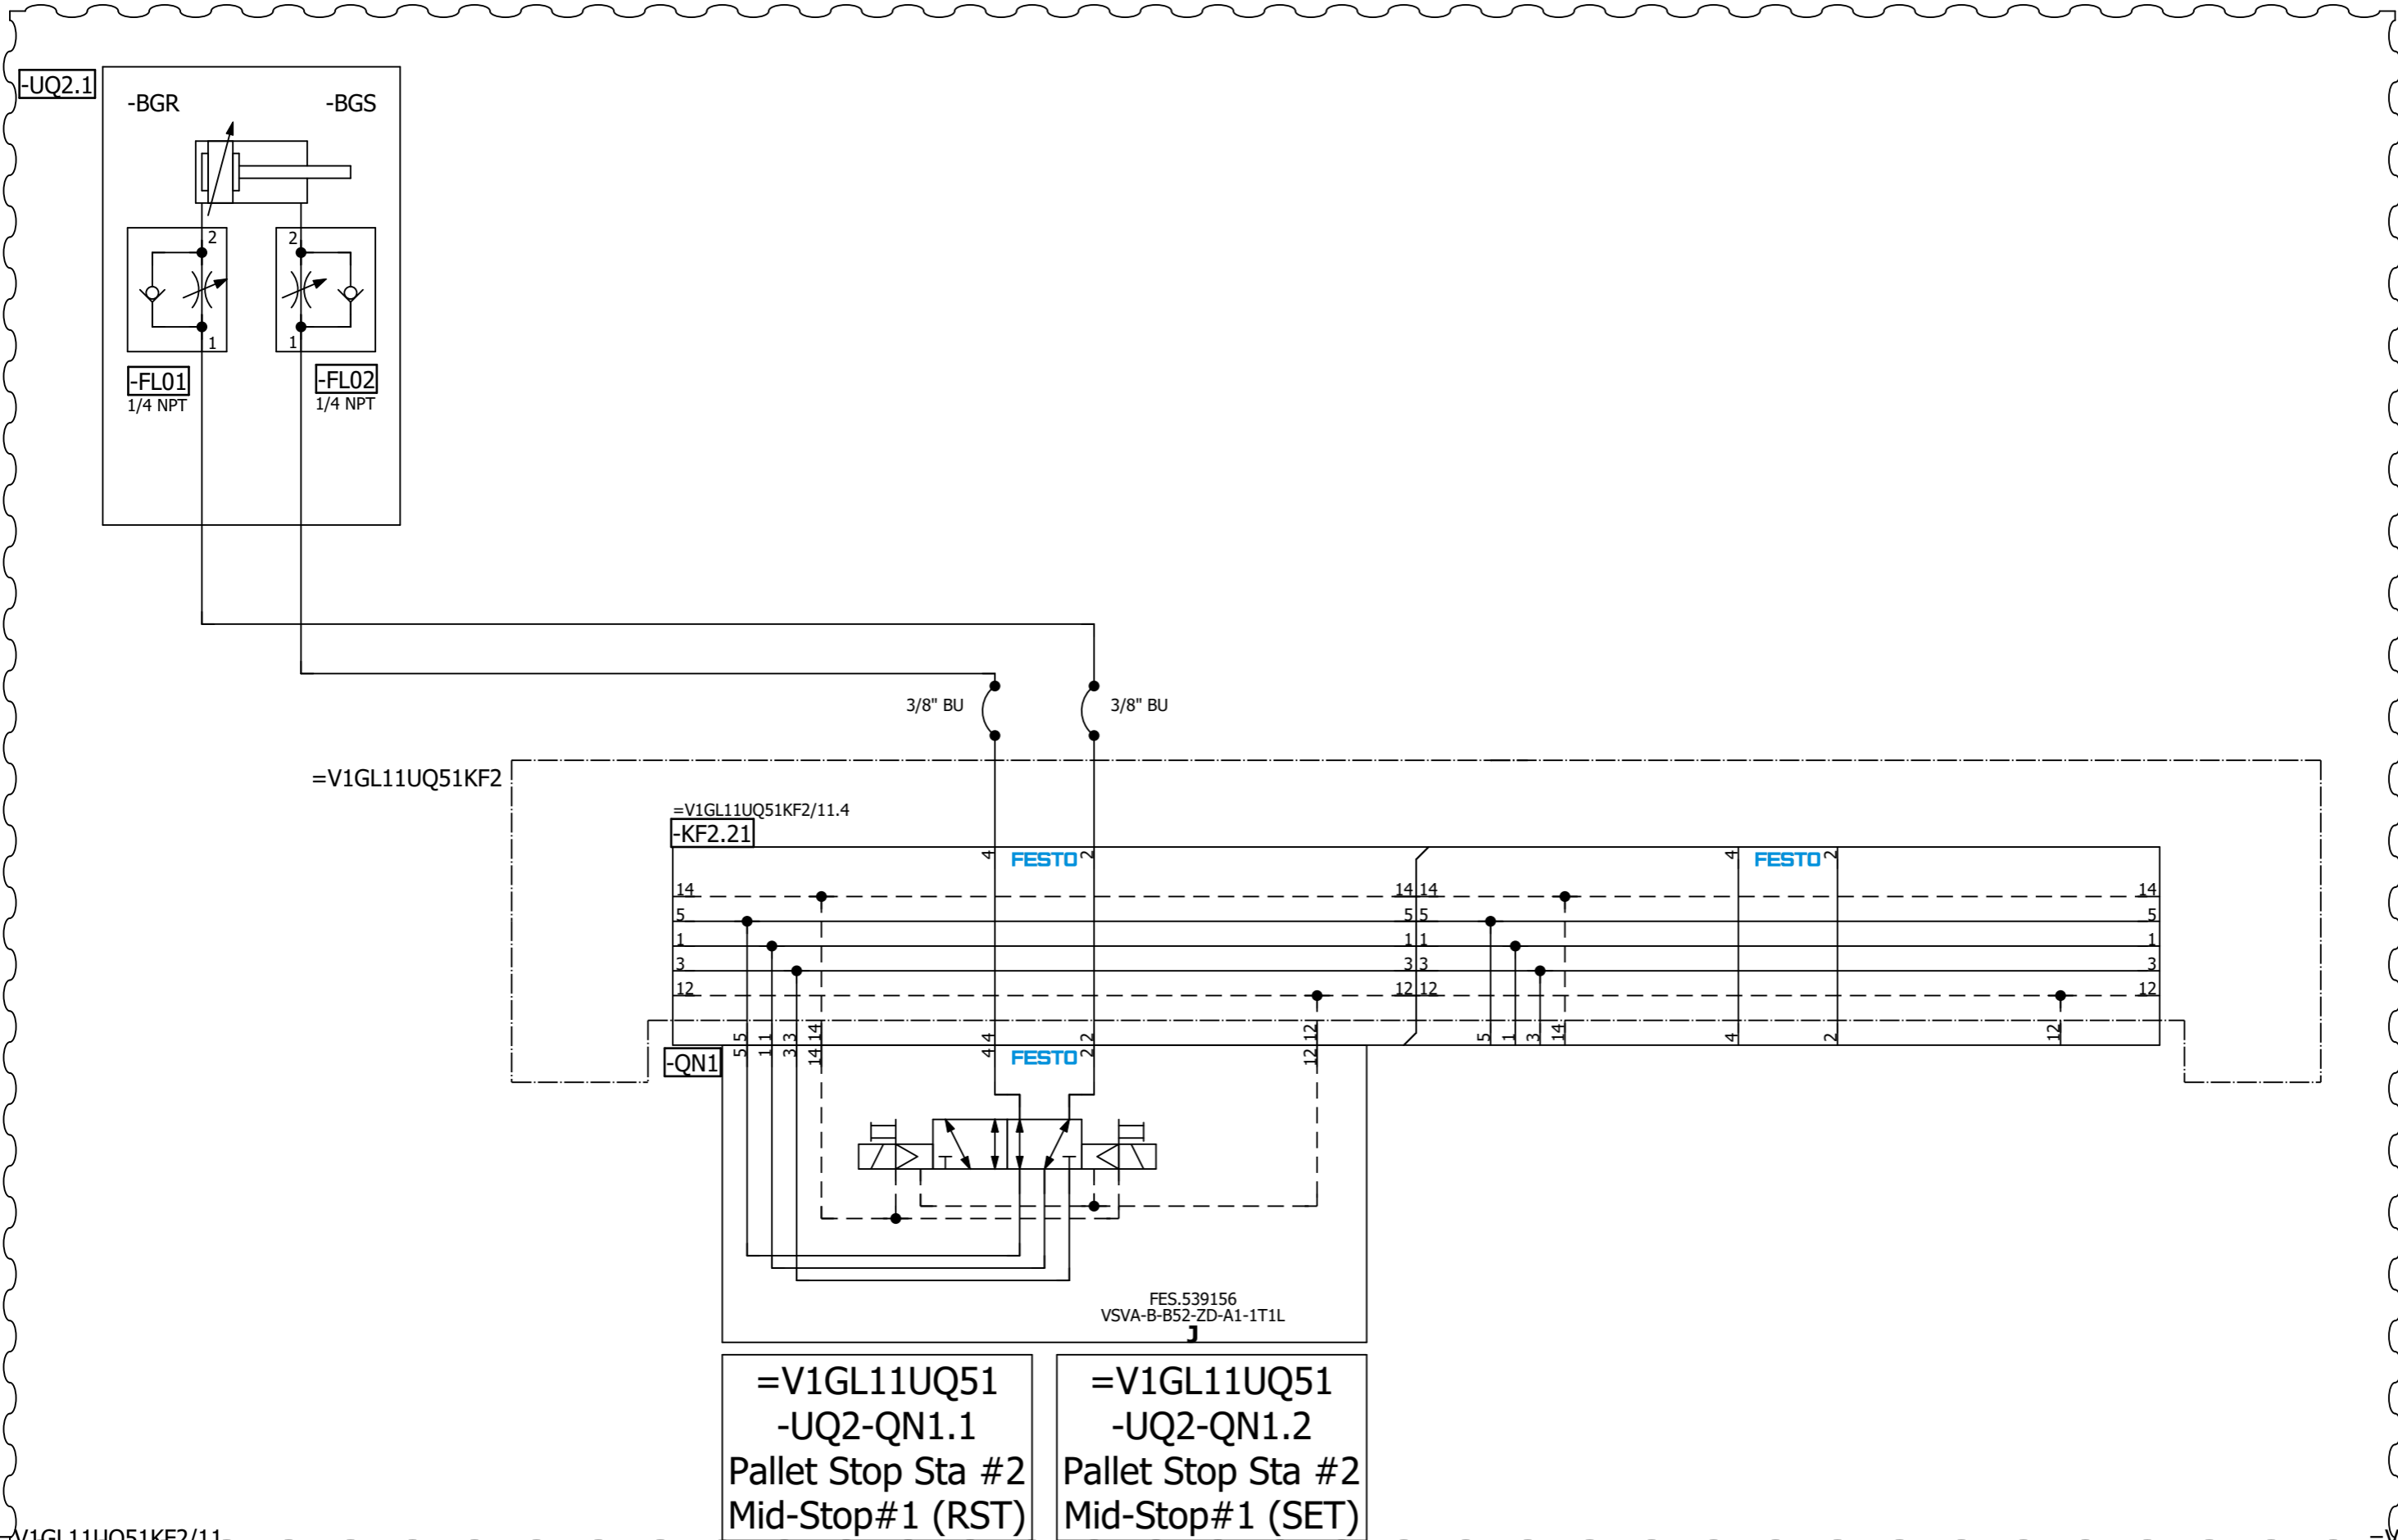 -UQ2.1
-BGR -BGS
2 2
1 1
-FL01 -FL02
1/4 NPT 1/4 NPT
3/8" BU 3/8" BU
=V1GL11UQ51KF2
=V1GL11UQ51KF2/11.4
-KF2.21
4 FESTO 2 4 FESTO 2
14 14 14 14
5 5 5 5
1 1 1 1
3 3 3 3
12 12 12 12
5 1 3 14 4 2 12 5 1 3 14 4 2 12
-QN1
5 1 3 14 4 FESTO 2 12
FES.539156
VSVA-B-B52-ZD-A1-1T1L
J
=V1GL11UQ51
-UQ2-QN1.1
Pallet Stop Sta #2
Mid-Stop#1 (RST)
=V1GL11UQ51
-UQ2-QN1.2
Pallet Stop Sta #2
Mid-Stop#1 (SET)
V1GL11UQ51KF2/11